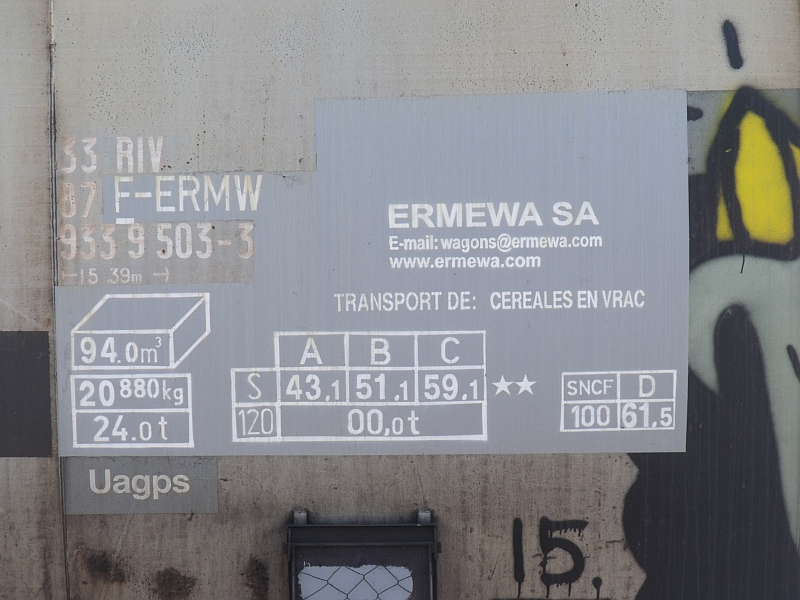 33 RIV
87 F-ERMW
933 9 503-3
15.39m
ERMEWA SA
E-mail: wagons@ermewa.com
www.ermewa.com
TRANSPORT DE: CEREALES EN VRAC
94.0m³
20 880kg
24.0t
A B C
S 43,1 51,1 59,1 ★★
120 00,0t
SNCF D
100 61,5
Uagps
15.